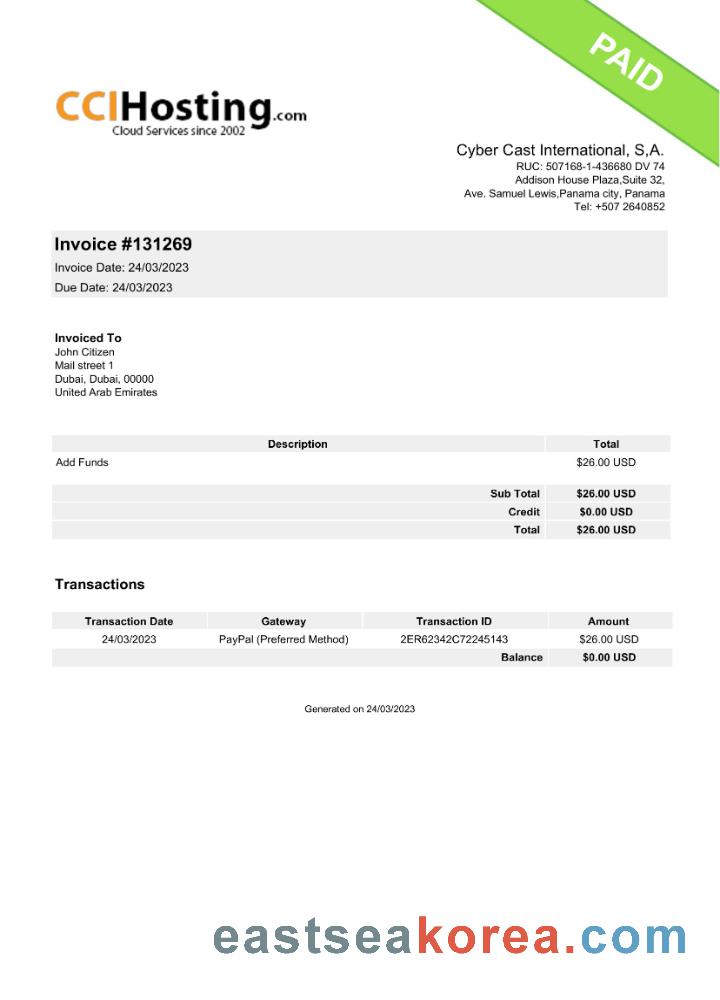 PAID
CCIHosting.com
Cloud Services since 2002
Cyber Cast International, S,A.
RUC: 507168-1-436680 DV 74
Addison House Plaza,Suite 32,
Ave. Samuel Lewis,Panama city, Panama
Tel: +507 2640852
Invoice #131269
Invoice Date: 24/03/2023
Due Date: 24/03/2023
Invoiced To
John Citizen
Mail street 1
Dubai, Dubai, 00000
United Arab Emirates
Description Total
Add Funds $26.00 USD
Sub Total $26.00 USD
Credit $0.00 USD
Total $26.00 USD
Transactions
Transaction Date Gateway Transaction ID Amount
24/03/2023 PayPal (Preferred Method) 2ER62342C72245143 $26.00 USD
Balance $0.00 USD
Generated on 24/03/2023
eastseakorea.com